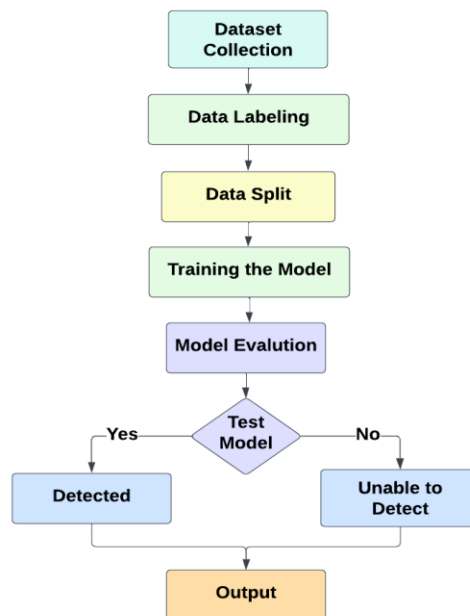 Dataset
Collection
Data Labeling
Data Split
Training the Model
Model Evalution
Test
Model
Yes
No
Detected
Unable to
Detect
Output